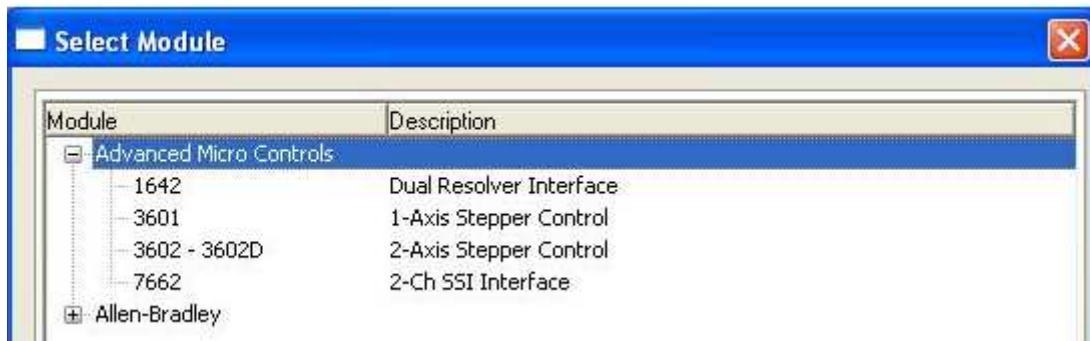 Select Module
Module Description
Advanced Micro Controls
1642 Dual Resolver Interface
3601 1-Axis Stepper Control
3602 - 3602D 2-Axis Stepper Control
7662 2-Ch SSI Interface
Allen-Bradley